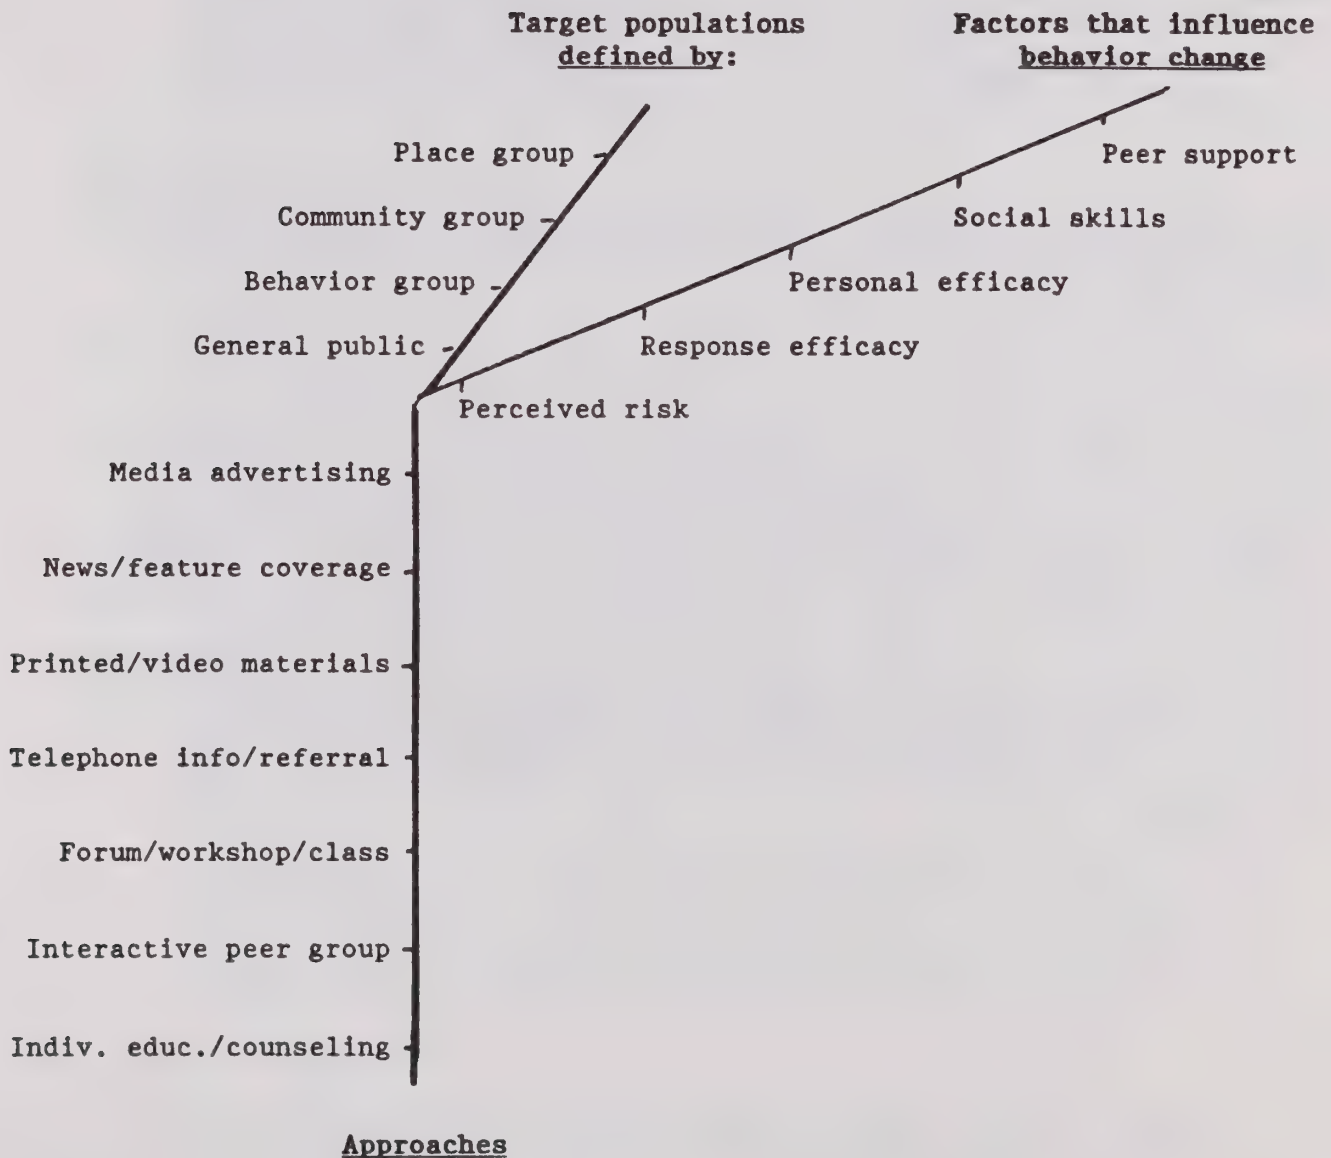 Target populations
defined by:
Factors that influence
behavior change
Place group
Peer support
Community group
Social skills
Behavior group
Personal efficacy
General public
Response efficacy
Perceived risk
Media advertising
News/feature coverage
Printed/video materials
Telephone info/referral
Forum/workshop/class
Interactive peer group
Indiv. educ./counseling
Approaches